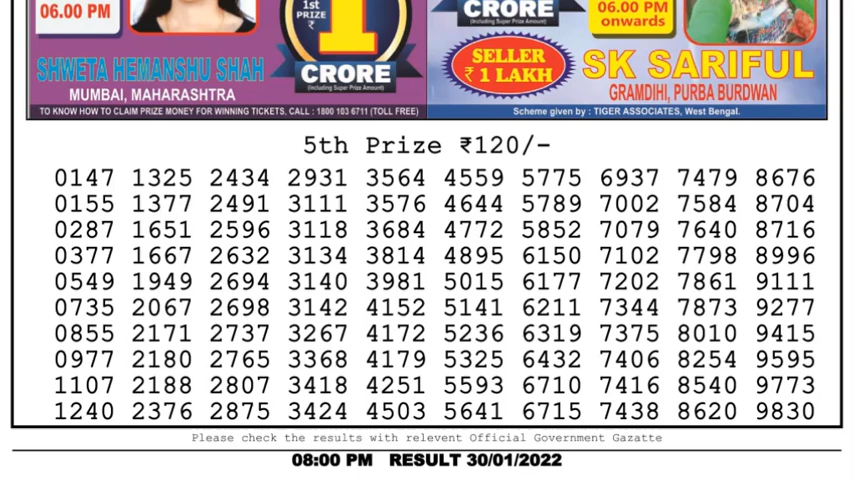 06.00 PM
1st
PRIZE
₹
1
CRORE
(Including Super Prize Amount)
SHWETA HEMANSHU SHAH
MUMBAI, MAHARASHTRA
TO KNOW HOW TO CLAIM PRIZE MONEY FOR WINNING TICKETS, CALL : 1800 103 6711 (TOLL FREE)
CRORE
(Including Super Prize Amount)
06.00 PM
onwards
SELLER
₹ 1 LAKH
SK SARIFUL
GRAMDIHI, PURBA BURDWAN
Scheme given by : TIGER ASSOCIATES, West Bengal.
5th Prize ₹120/-
0147 1325 2434 2931 3564 4559 5775 6937 7479 8676
0155 1377 2491 3111 3576 4644 5789 7002 7584 8704
0287 1651 2596 3118 3684 4772 5852 7079 7640 8716
0377 1667 2632 3134 3814 4895 6150 7102 7798 8996
0549 1949 2694 3140 3981 5015 6177 7202 7861 9111
0735 2067 2698 3142 4152 5141 6211 7344 7873 9277
0855 2171 2737 3267 4172 5236 6319 7375 8010 9415
0977 2180 2765 3368 4179 5325 6432 7406 8254 9595
1107 2188 2807 3418 4251 5593 6710 7416 8540 9773
1240 2376 2875 3424 4503 5641 6715 7438 8620 9830
Please check the results with relevent Official Government Gazatte
08:00 PM RESULT 30/01/2022